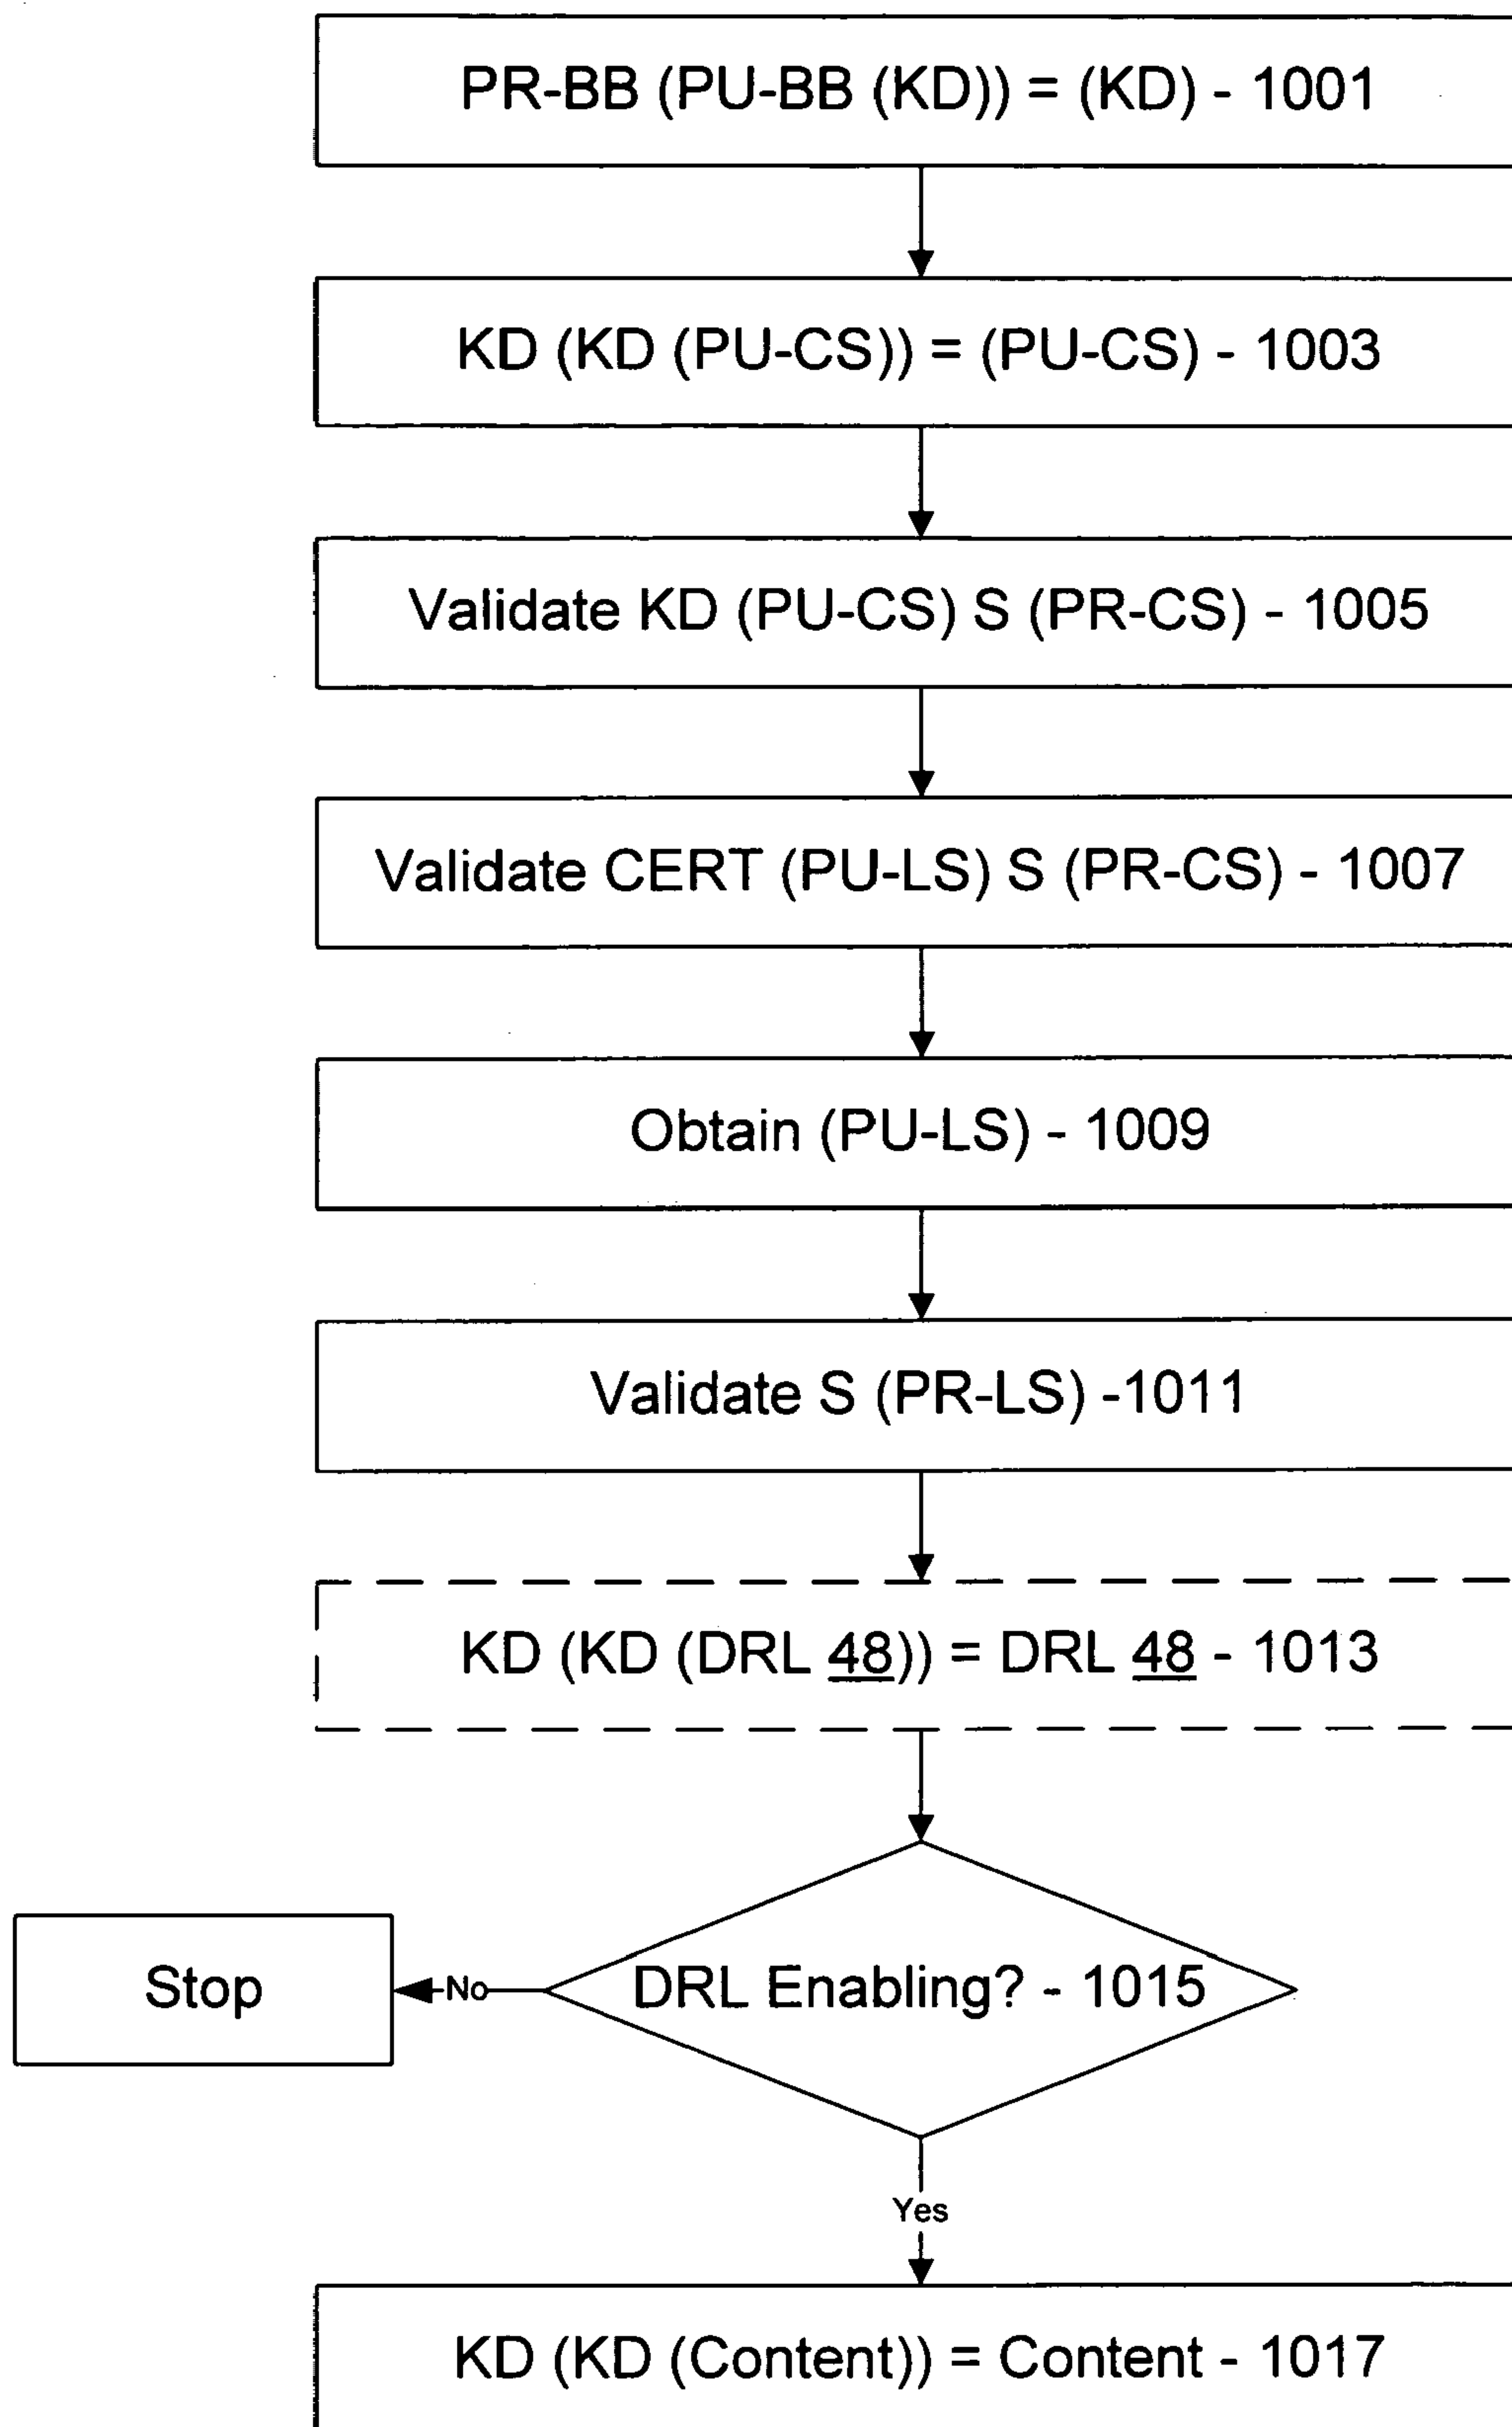 PR-BB (PU-BB (KD)) = (KD) - 1001
KD (KD (PU-CS)) = (PU-CS) - 1003
Validate KD (PU-CS) S (PR-CS) - 1005
Validate CERT (PU-LS) S (PR-CS) - 1007
Obtain (PU-LS) - 1009
Validate S (PR-LS) -1011
KD (KD (DRL 48)) = DRL 48 - 1013
DRL Enabling? - 1015
No
Stop
Yes
KD (KD (Content)) = Content - 1017